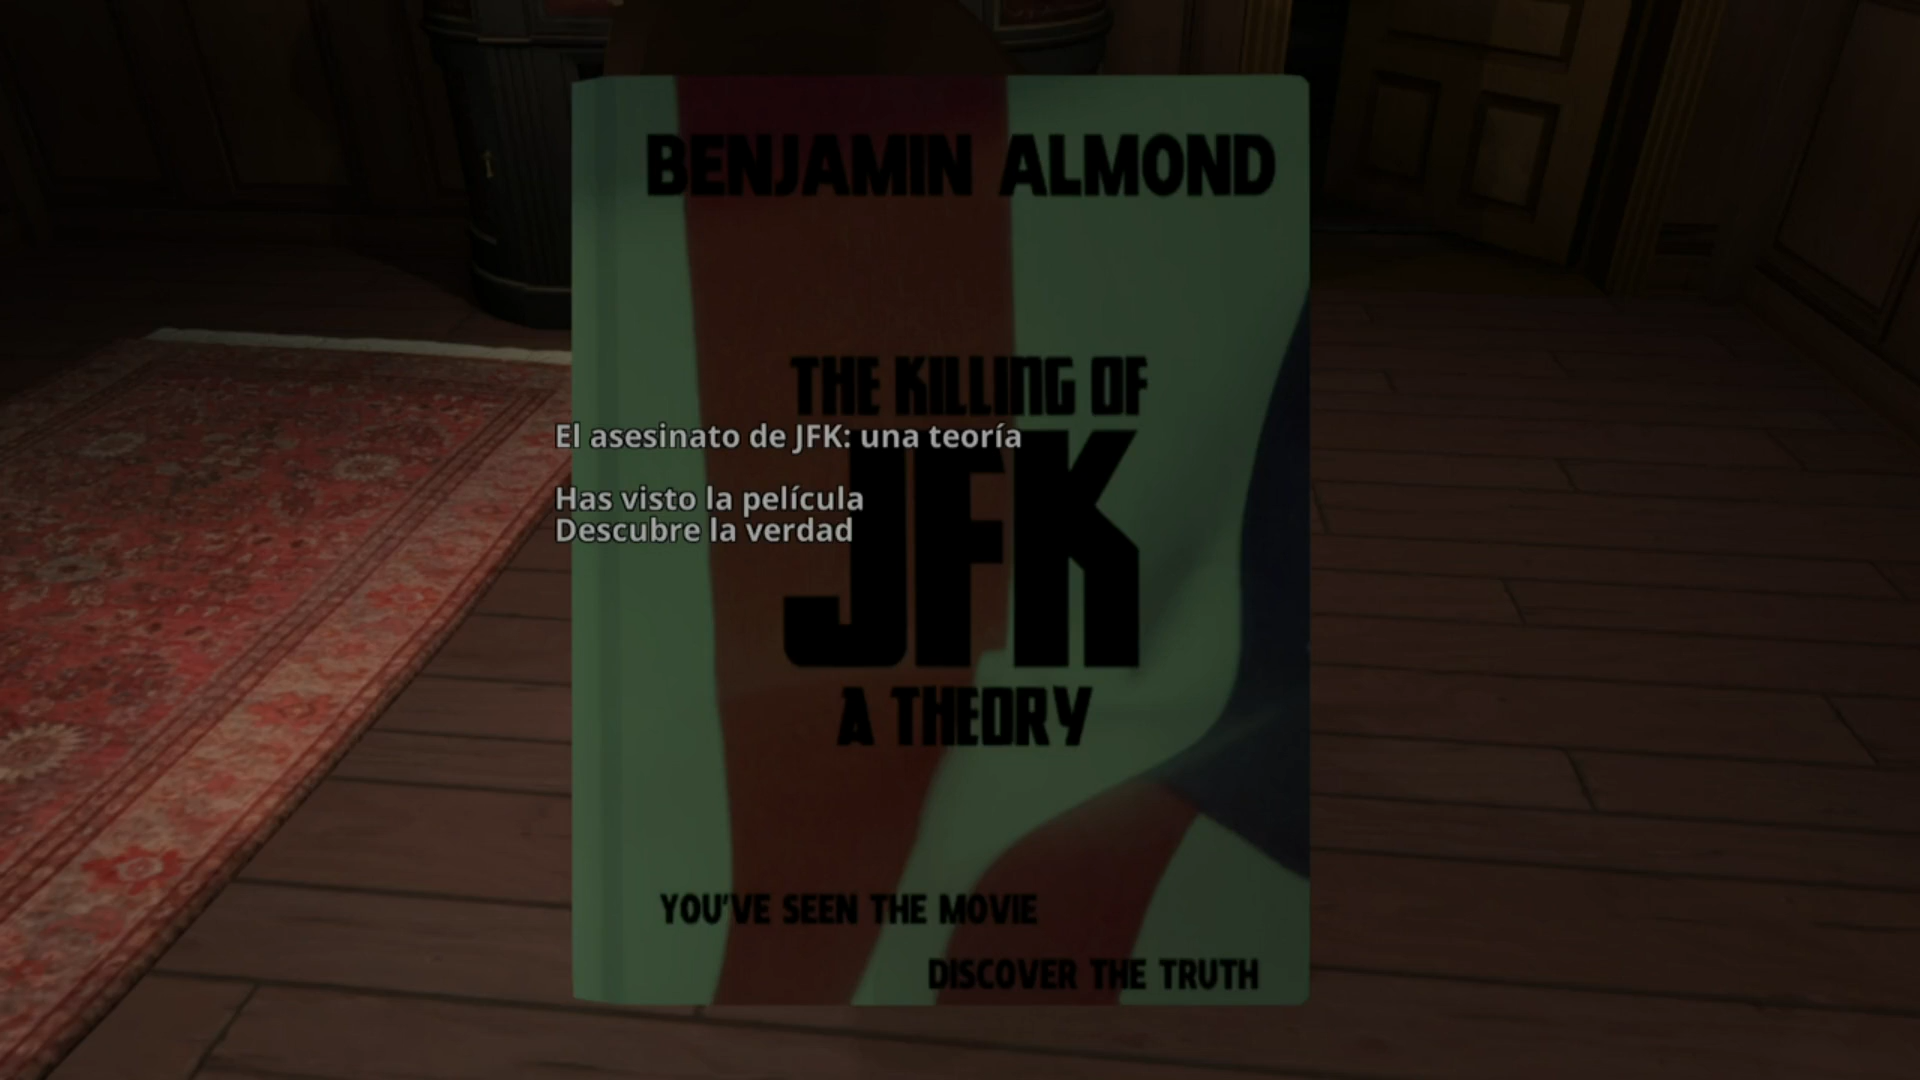 BENJAMIN ALMOND
THE KILLING OF
JFK
A THEORY
El asesinato de JFK: una teoría
Has visto la película
Descubre la verdad
YOU'VE SEEN THE MOVIE
DISCOVER THE TRUTH